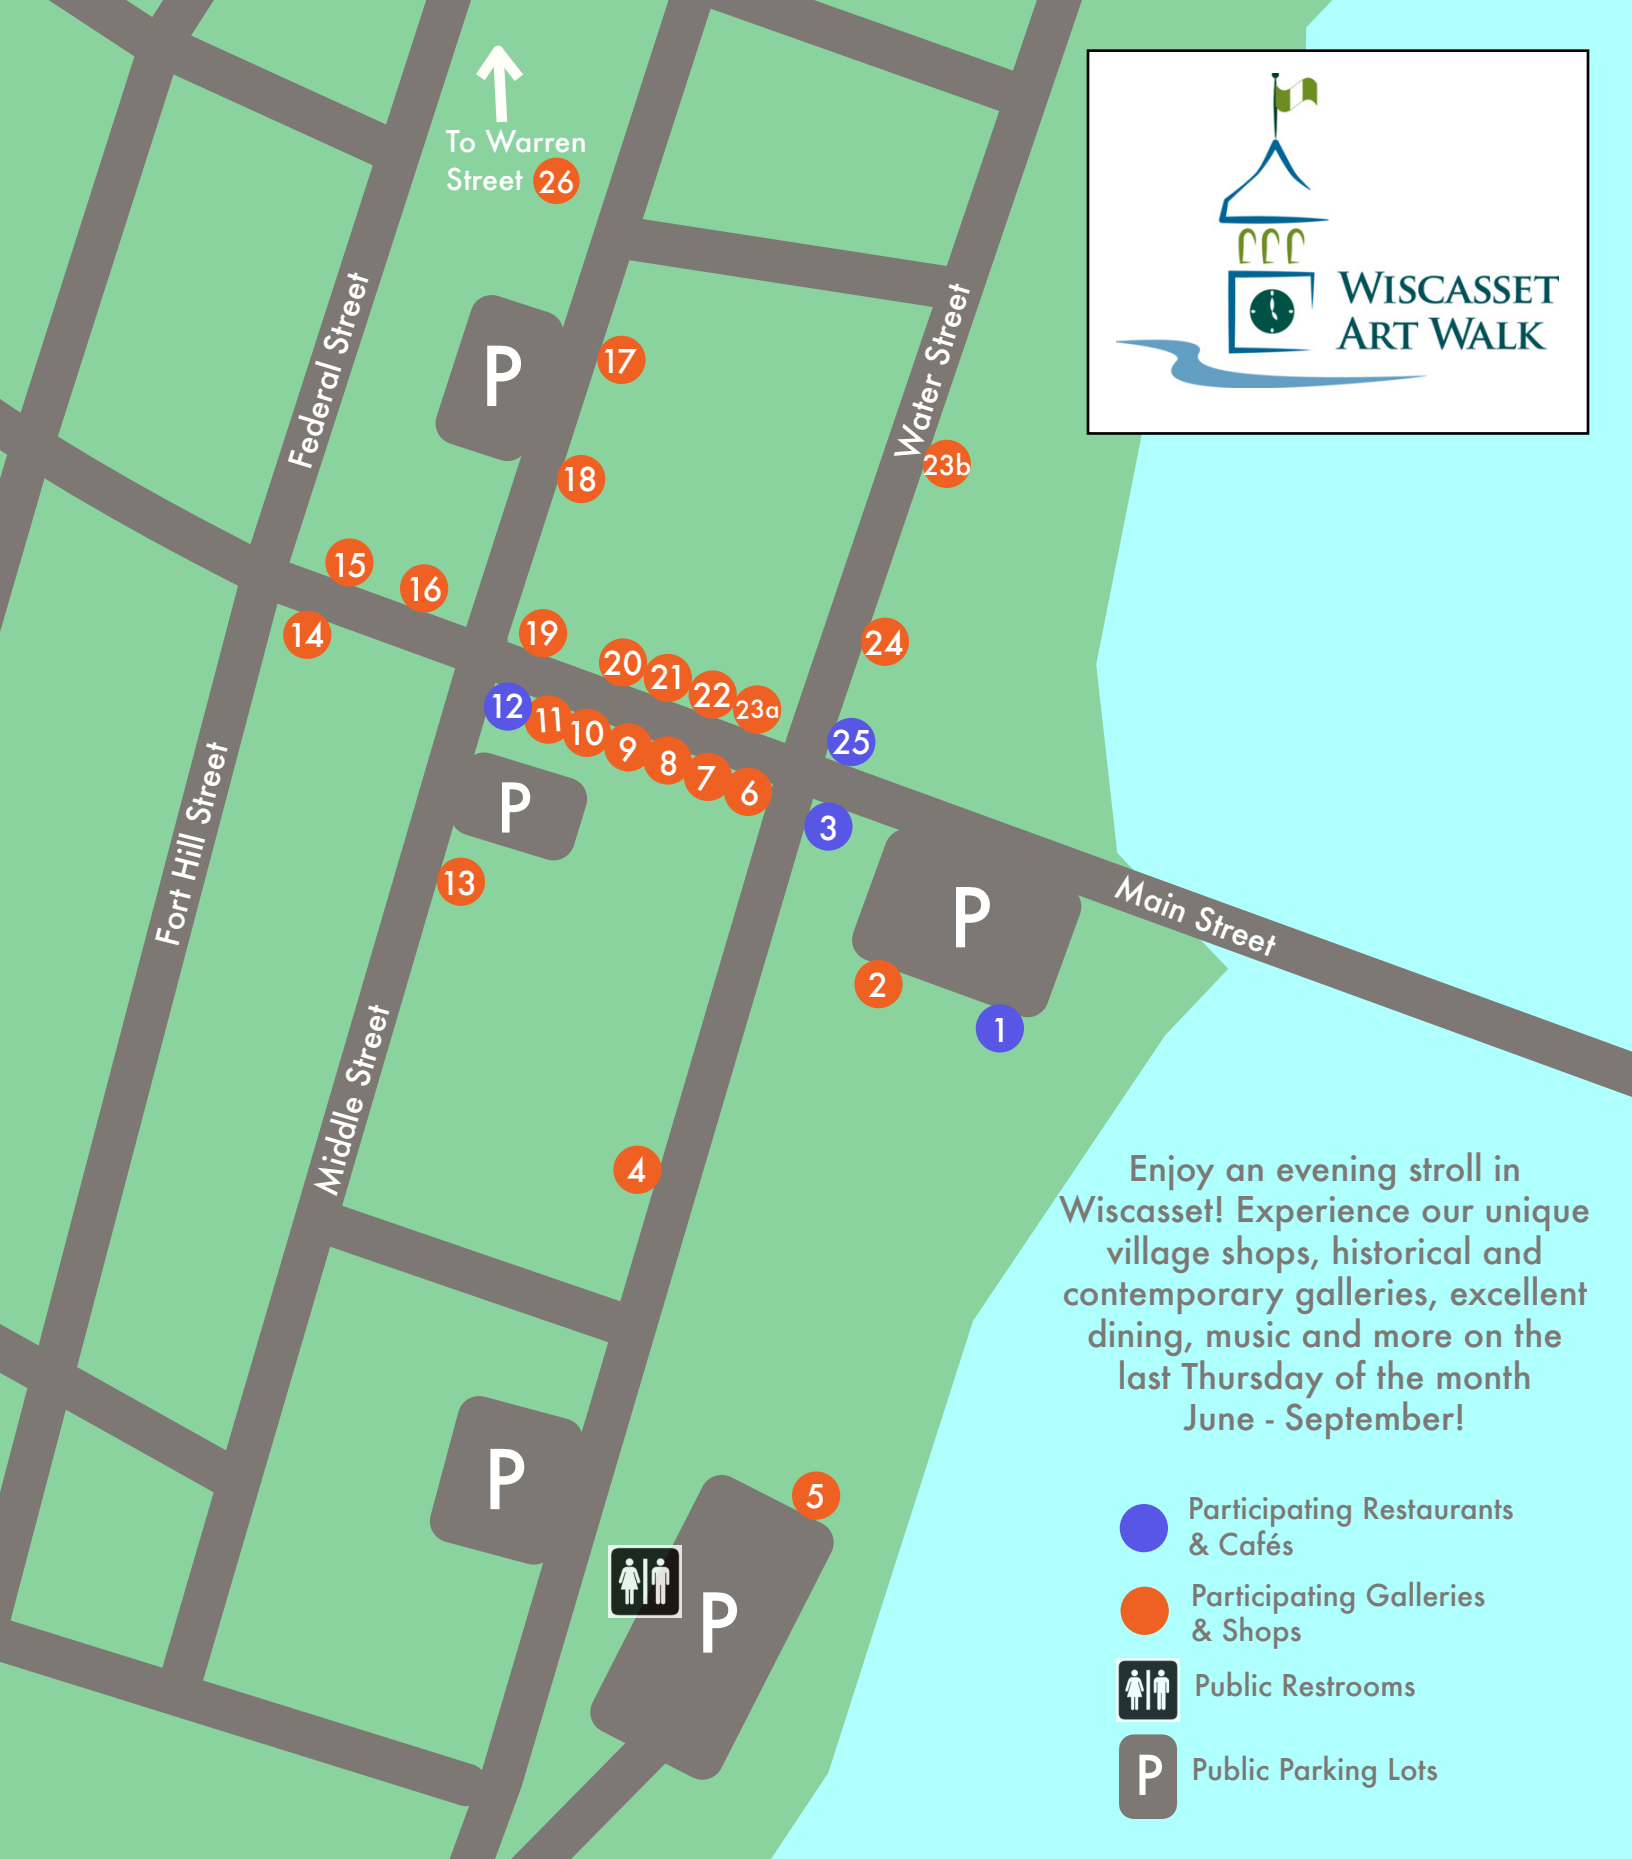 To Warren
Street 26
WISCASSET
ART WALK
Federal Street
P
17
Water Street
23b
18
15
16
14
19
20
21
22
23a
24
12
11
10
9
8
7
6
25
3
P
13
Fort Hill Street
P
Main Street
2
1
Middle Street
4
Enjoy an evening stroll in
Wiscasset! Experience our unique
village shops, historical and
contemporary galleries, excellent
dining, music and more on the
last Thursday of the month
June - September!
P
5
P
Participating Restaurants
& Cafés
Participating Galleries
& Shops
Public Restrooms
P Public Parking Lots